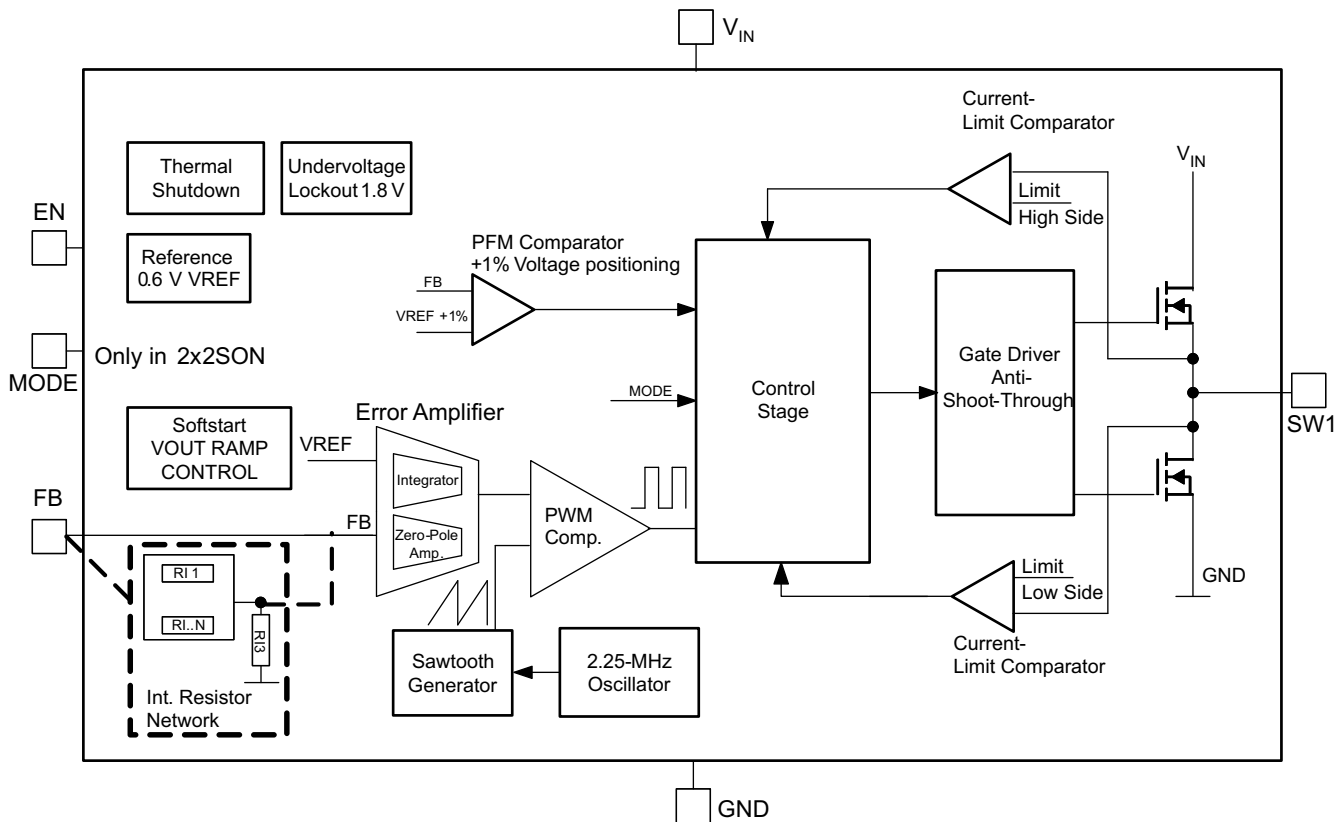 V_IN
Current-
Limit Comparator
Thermal
Shutdown
Undervoltage
Lockout 1.8 V
V_IN
Limit
High Side
EN
Reference
0.6 V VREF
PFM Comparator
+1% Voltage positioning
FB
VREF +1%
MODE
Only in 2x2SON
Control
Stage
Gate Driver
Anti-
Shoot-Through
MODE
SW1
Softstart
VOUT RAMP
CONTROL
Error Amplifier
VREF
Integrator
FB
FB
Zero-Pole
Amp.
PWM
Comp.
RI 1
RI..N
RI3
Int. Resistor
Network
Limit
Low Side
GND
Current-
Limit Comparator
Sawtooth
Generator
2.25-MHz
Oscillator
GND